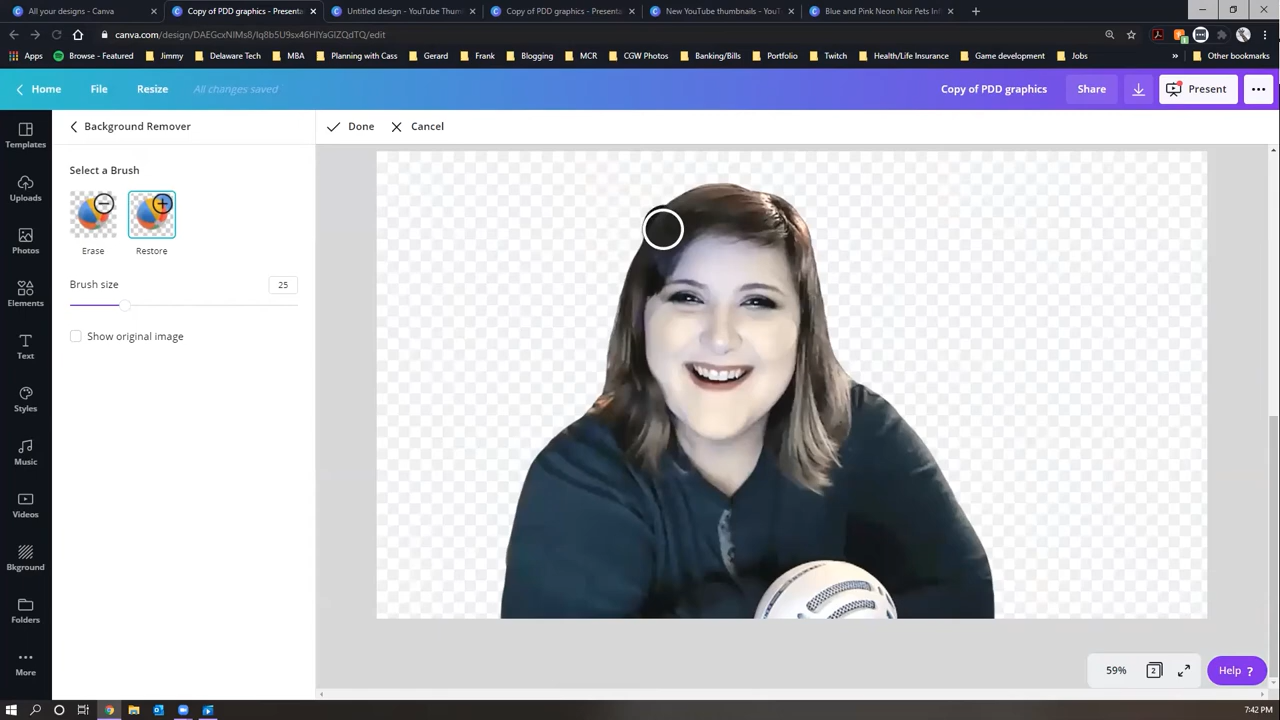 All your designs - Canva
Copy of PDD graphics - Presenta
Untitled design - YouTube Thum
Copy of PDD graphics - Presenta
New YouTube thumbnails - YouT
Blue and Pink Neon Noir Pets In
canva.com/design/DAEGcxNIMs8/Iq8b5U9sx46HIYaGlZQdTQ/edit
Apps
Browse - Featured
Jimmy
Delaware Tech
MBA
Planning with Cass
Gerard
Frank
Blogging
MCR
CGW Photos
Banking/Bills
Portfolio
Twitch
Health/Life Insurance
Game development
Jobs
»
Other bookmarks
Home
File
Resize
All changes saved
Copy of PDD graphics
Share
Present
Templates
Uploads
Photos
Elements
Text
Styles
Music
Videos
Bkground
Folders
More
Background Remover
Done
Cancel
Select a Brush
Erase
Restore
Brush size
25
Show original image
59%
2
Help ?
7:42 PM